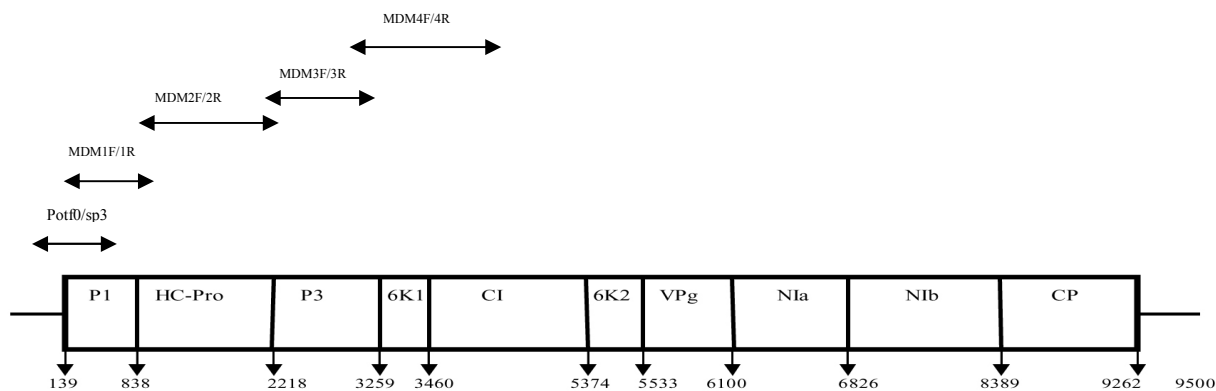 MDM4F/4R
MDM3F/3R
MDM2F/2R
MDM1F/1R
Potf0/sp3
P1 HC-Pro P3 6K1 CI 6K2 VPg NIa NIb CP
139 838 2218 3259 3460 5374 5533 6100 6826 8389 9262 9500